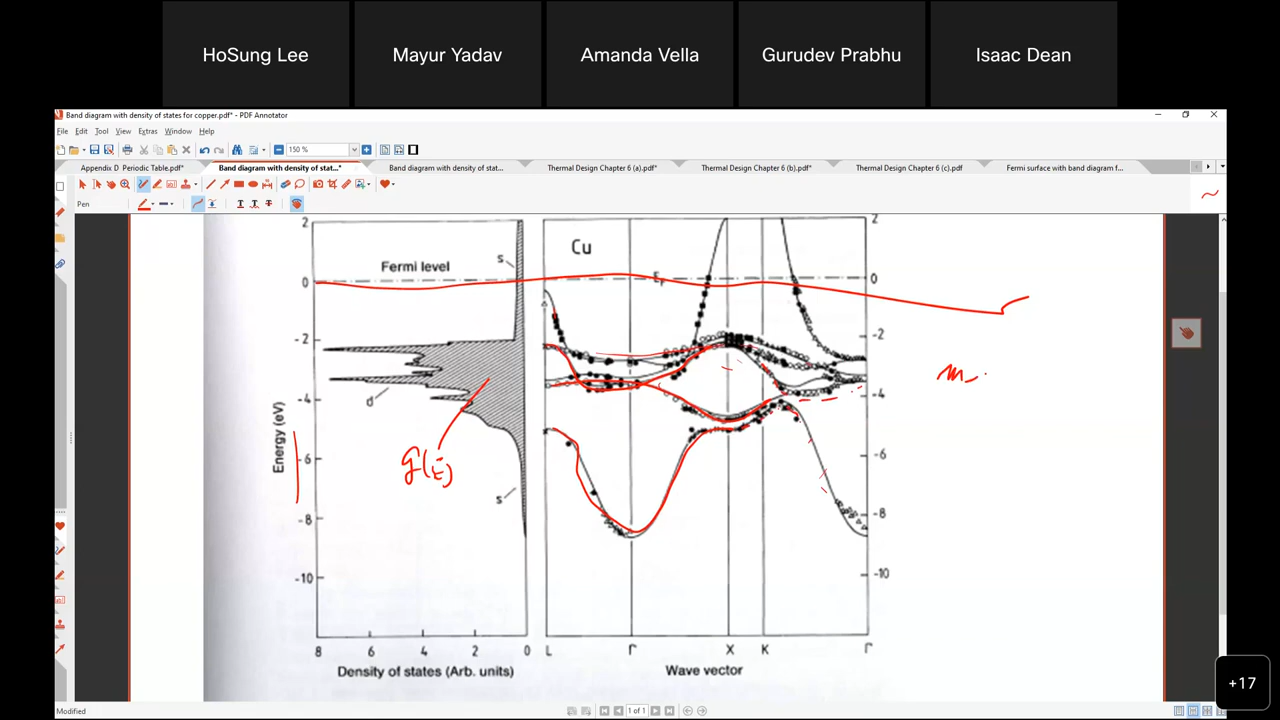 HoSung Lee Mayur Yadav Amanda Vella Gurudev Prabhu Isaac Dean
Band diagram with density of states for copper.pdf* - PDF Annotator
File Edit Tool View Extras Window Help
150 %
Appendix D Periodic Table.pdf* Band diagram with density of stat...* Band diagram with density of stat... Thermal Design Chapter 6 (a).pdf* Thermal Design Chapter 6 (b).pdf* Thermal Design Chapter 6 (c).pdf Fermi surface with band diagram f...
Pen
2 2
Cu
Fermi level s
0 E_F 0
-2 -2
m
d
-4 -4
Energy (eV)
g(E)
-6 -6
s
-8 -8
-10 -10
8 6 4 2 0 L Γ X K Γ
Density of states (Arb. units) Wave vector
+17
Modified 1 of 1